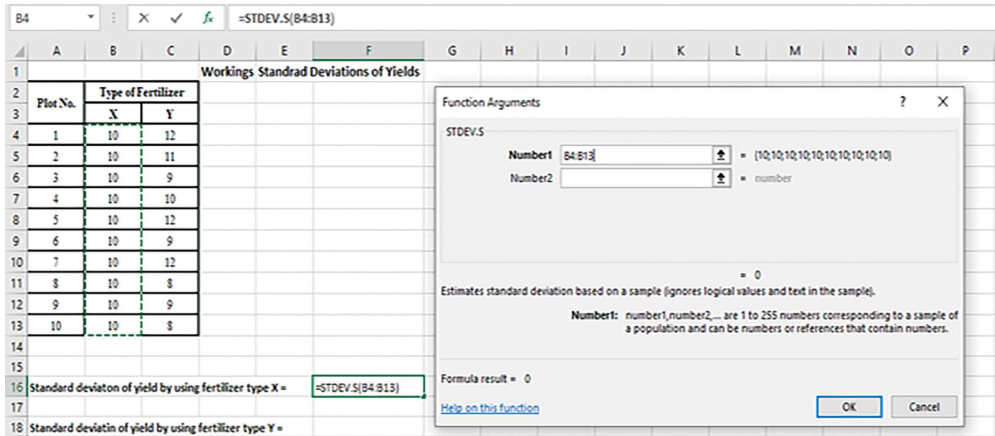 B4 =STDEV.S(B4:B13)
A B C D E F G H I J K L M N O P
1 Workings Standrad Deviations of Yields
2 Plot No. Type of Fertilizer
3 X Y
4 1 10 12
5 2 10 11
6 3 10 9
7 4 10 10
8 5 10 12
9 6 10 9
10 7 10 12
11 8 10 8
12 9 10 9
13 10 10 8
14
15
16 Standard deviaton of yield by using fertilizer type X = =STDEV.S(B4:B13)
17
18 Standard deviatin of yield by using fertilizer type Y =
Function Arguments ? X
STDEV.S
Number1 B4:B13 = {10;10;10;10;10;10;10;10;10;10}
Number2 = number
= 0
Estimates standard deviation based on a sample (ignores logical values and text in the sample).
Number1: number1,number2,... are 1 to 255 numbers corresponding to a sample of
a population and can be numbers or references that contain numbers.
Formula result = 0
Help on this function
OK Cancel